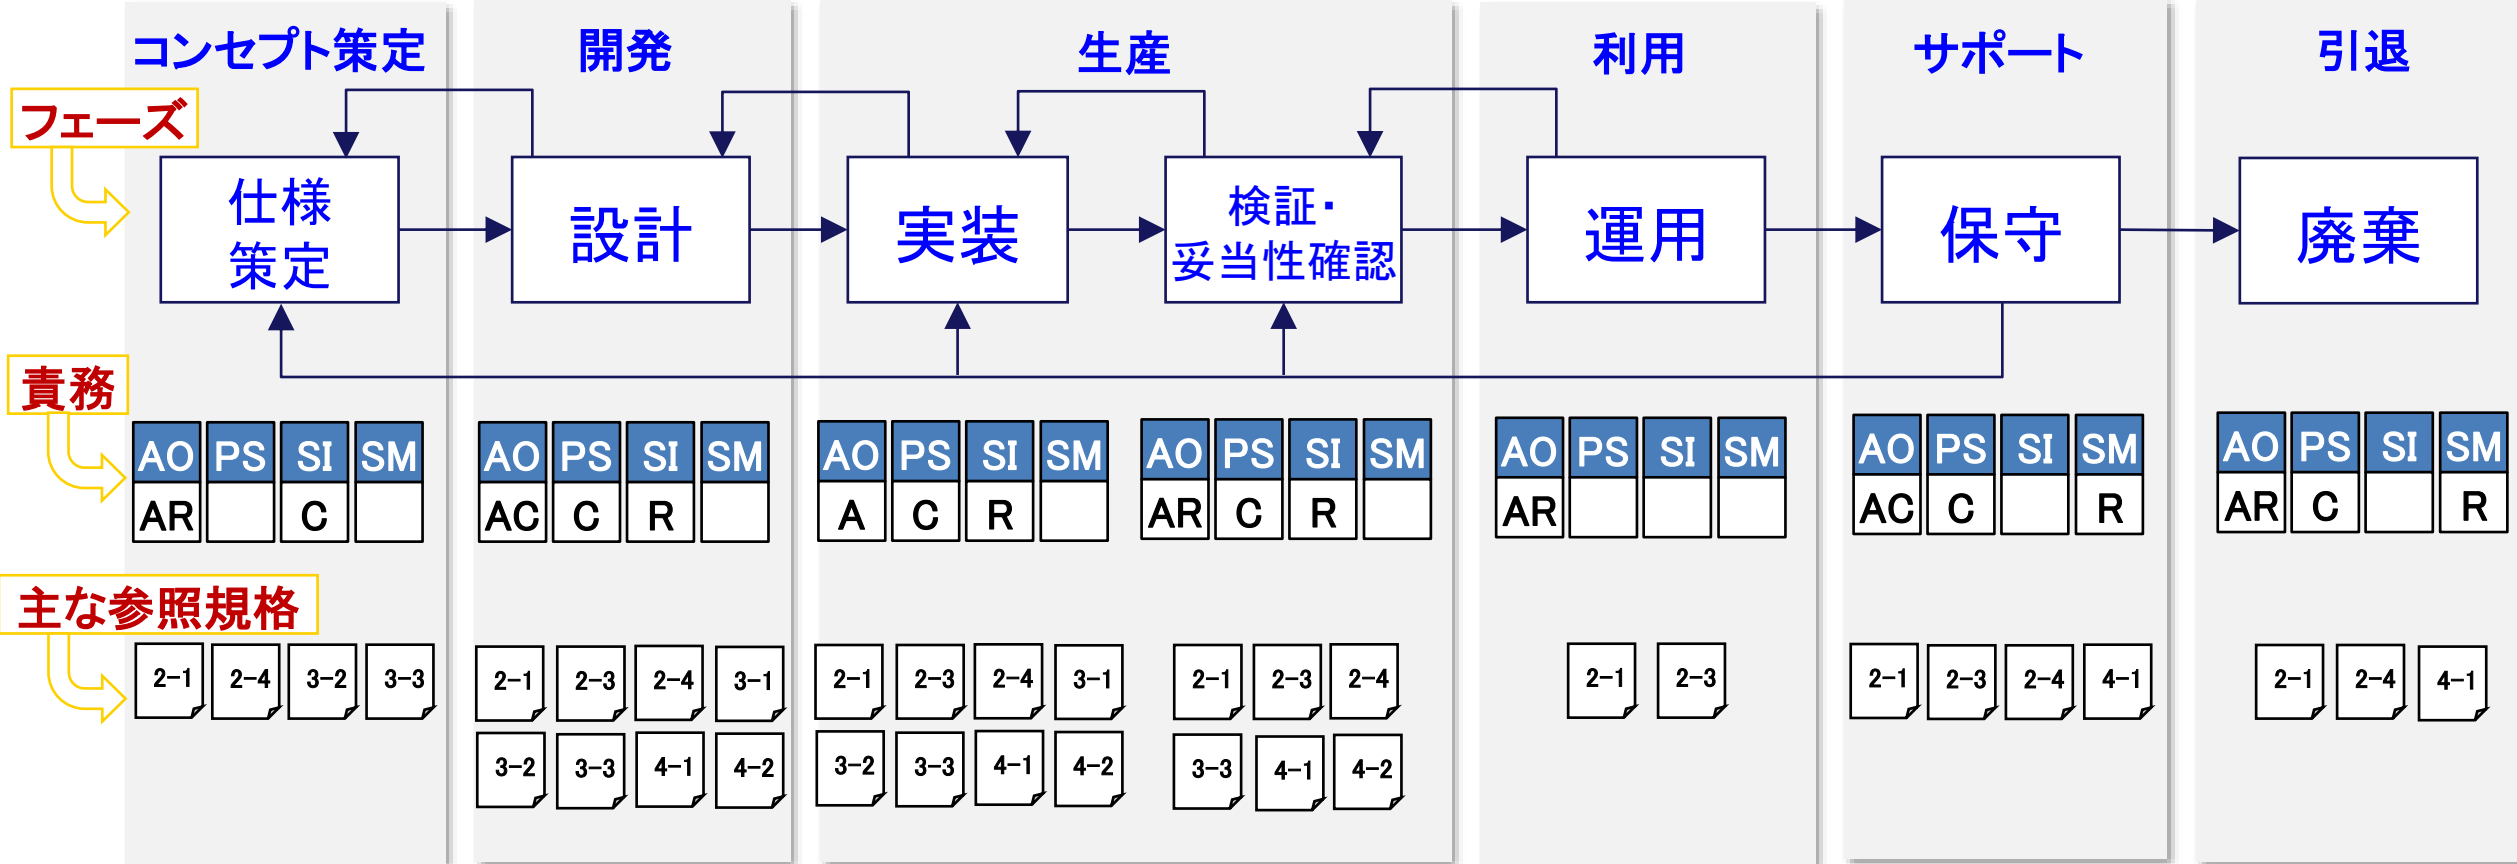 コンセプト策定 開発 生産 利用 サポート 引退
フェーズ
仕様
策定
設計
実装
検証・
妥当性確認
運用
保守
廃棄
責務
AO PS SI SM AO PS SI SM AO PS SI SM AO PS SI SM AO PS SI SM AO PS SI SM AO PS SI SM
AR C AC C R A C R AR C R AR AC C R AR C R
主な参照規格
2-1 2-4 3-2 3-3 2-1 2-3 2-4 3-1 2-1 2-3 2-4 3-1 2-1 2-3 2-4 2-1 2-3 2-1 2-3 2-4 4-1 2-1 2-4 4-1
3-2 3-3 4-1 4-2 3-2 3-3 4-1 4-2 3-3 4-1 4-2